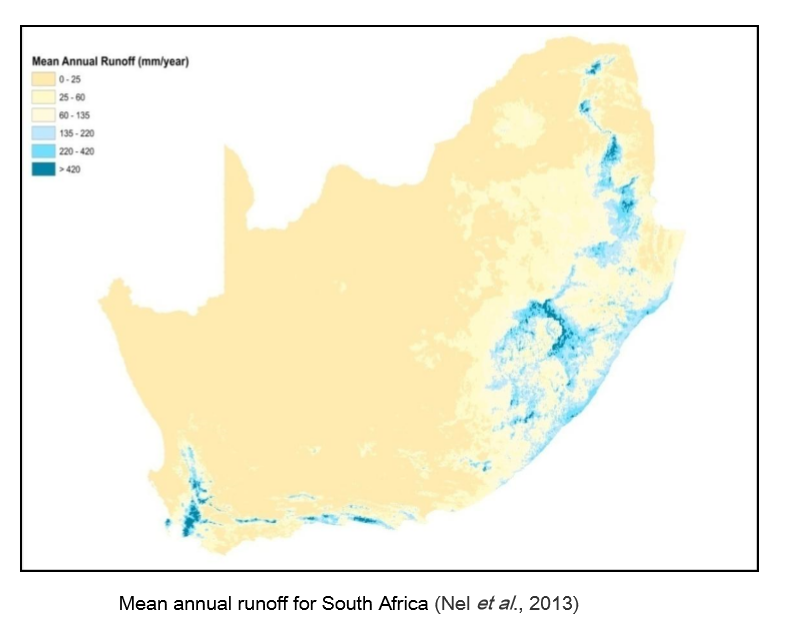 Mean Annual Runoff (mm/year)
0 - 25
25 - 60
60 - 135
135 - 220
220 - 420
> 420
Mean annual runoff for South Africa (Nel et al., 2013)